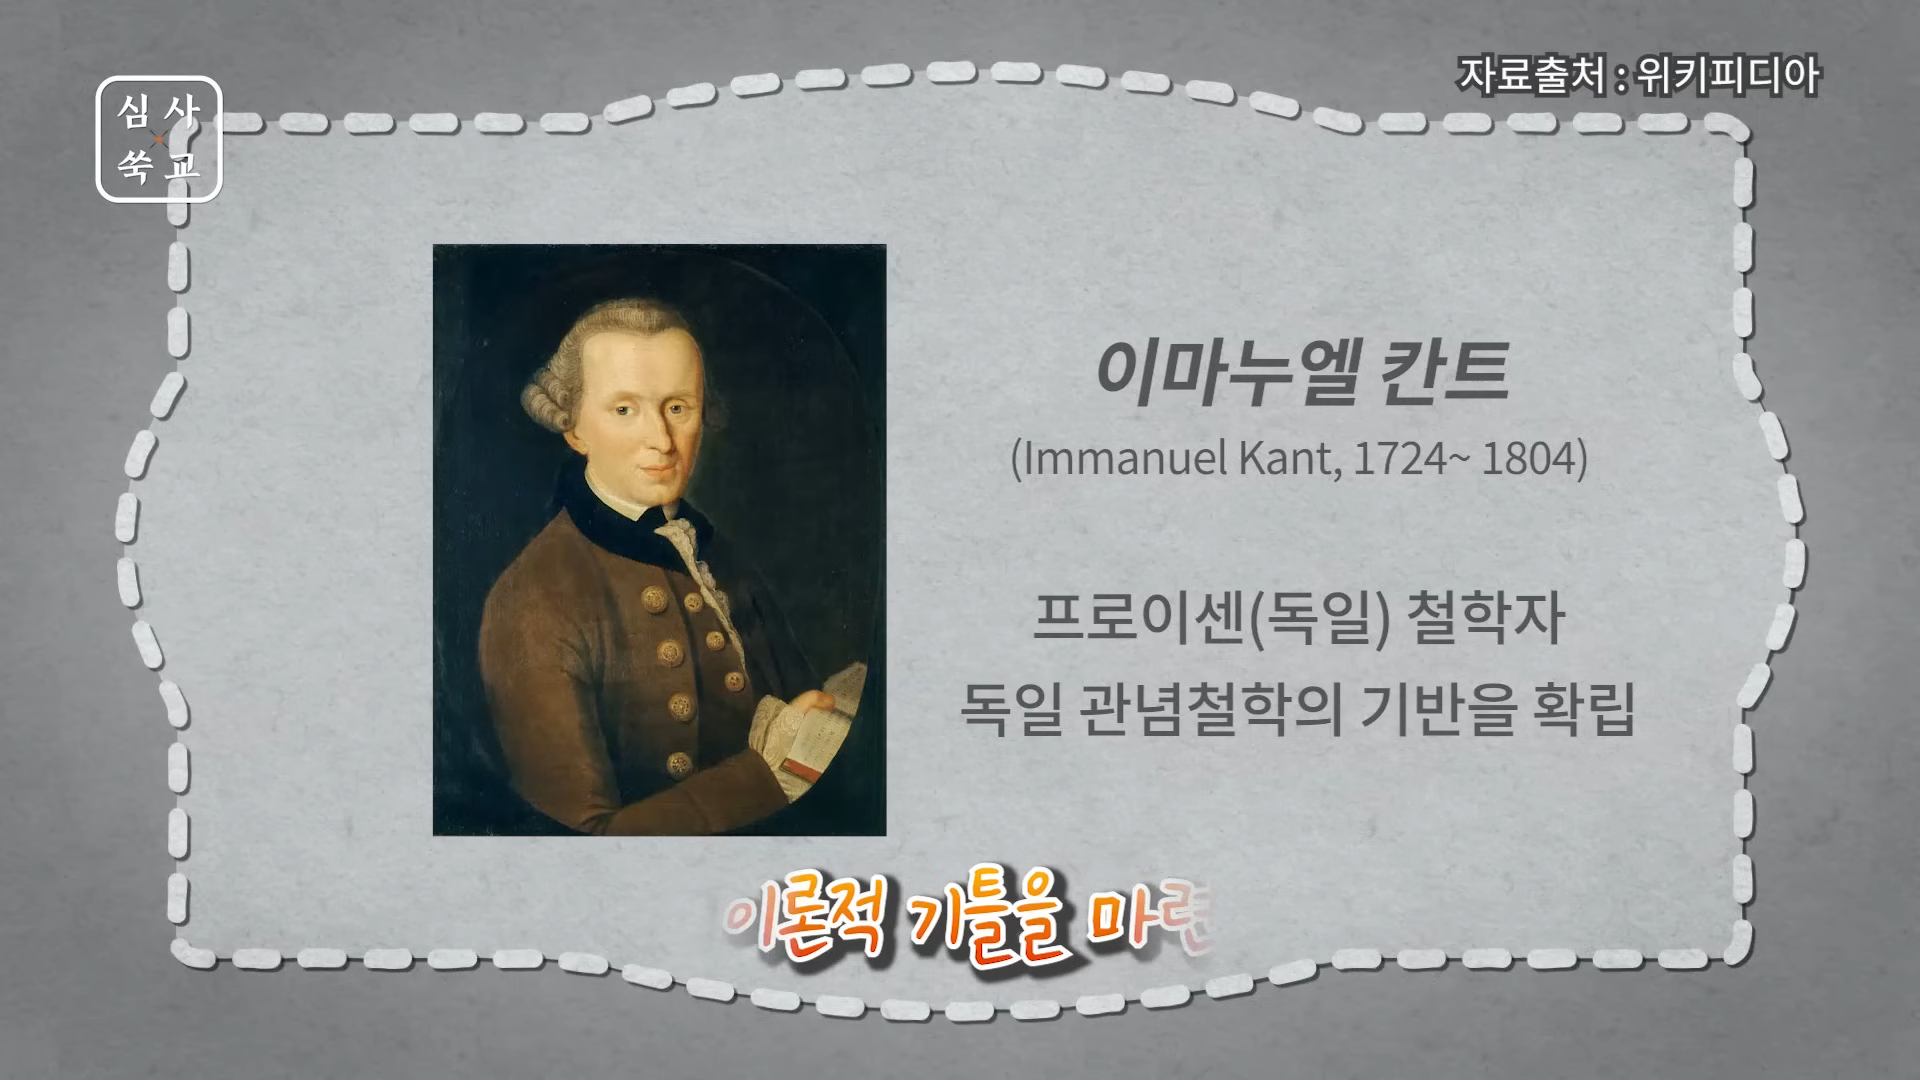 심 사
쑥 교
자료출처 : 위키피디아
이마누엘 칸트
(Immanuel Kant, 1724~ 1804)
프로이센(독일) 철학자
독일 관념철학의 기반을 확립
이론적 기틀을 마련